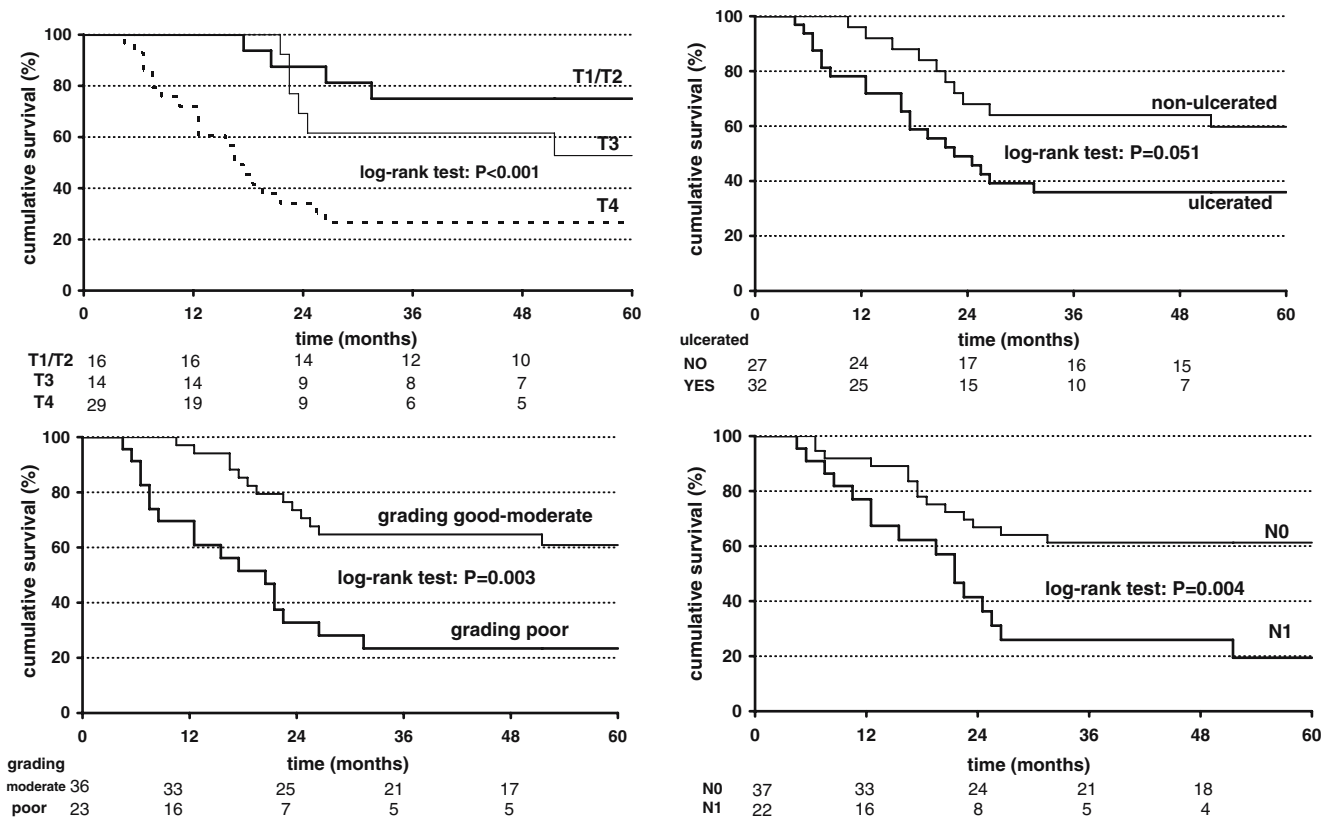 cumulative survival (%)
100
80
60
40
20
0
T1/T2
T3
log-rank test: P<0.001
T4
0 12 24 36 48 60
time (months)
T1/T2 16 16 14 12 10
T3 14 14 9 8 7
T4 29 19 9 6 5
cumulative survival (%)
100
80
60
40
20
0
non-ulcerated
log-rank test: P=0.051
ulcerated
0 12 24 36 48 60
time (months)
ulcerated
NO 27 24 17 16 15
YES 32 25 15 10 7
cumulative survival (%)
100
80
60
40
20
0
grading good-moderate
log-rank test: P=0.003
grading poor
0 12 24 36 48 60
time (months)
grading
moderate 36 33 25 21 17
poor 23 16 7 5 5
cumulative survival (%)
100
80
60
40
20
0
N0
log-rank test: P=0.004
N1
0 12 24 36 48 60
time (months)
N0 37 33 24 21 18
N1 22 16 8 5 4